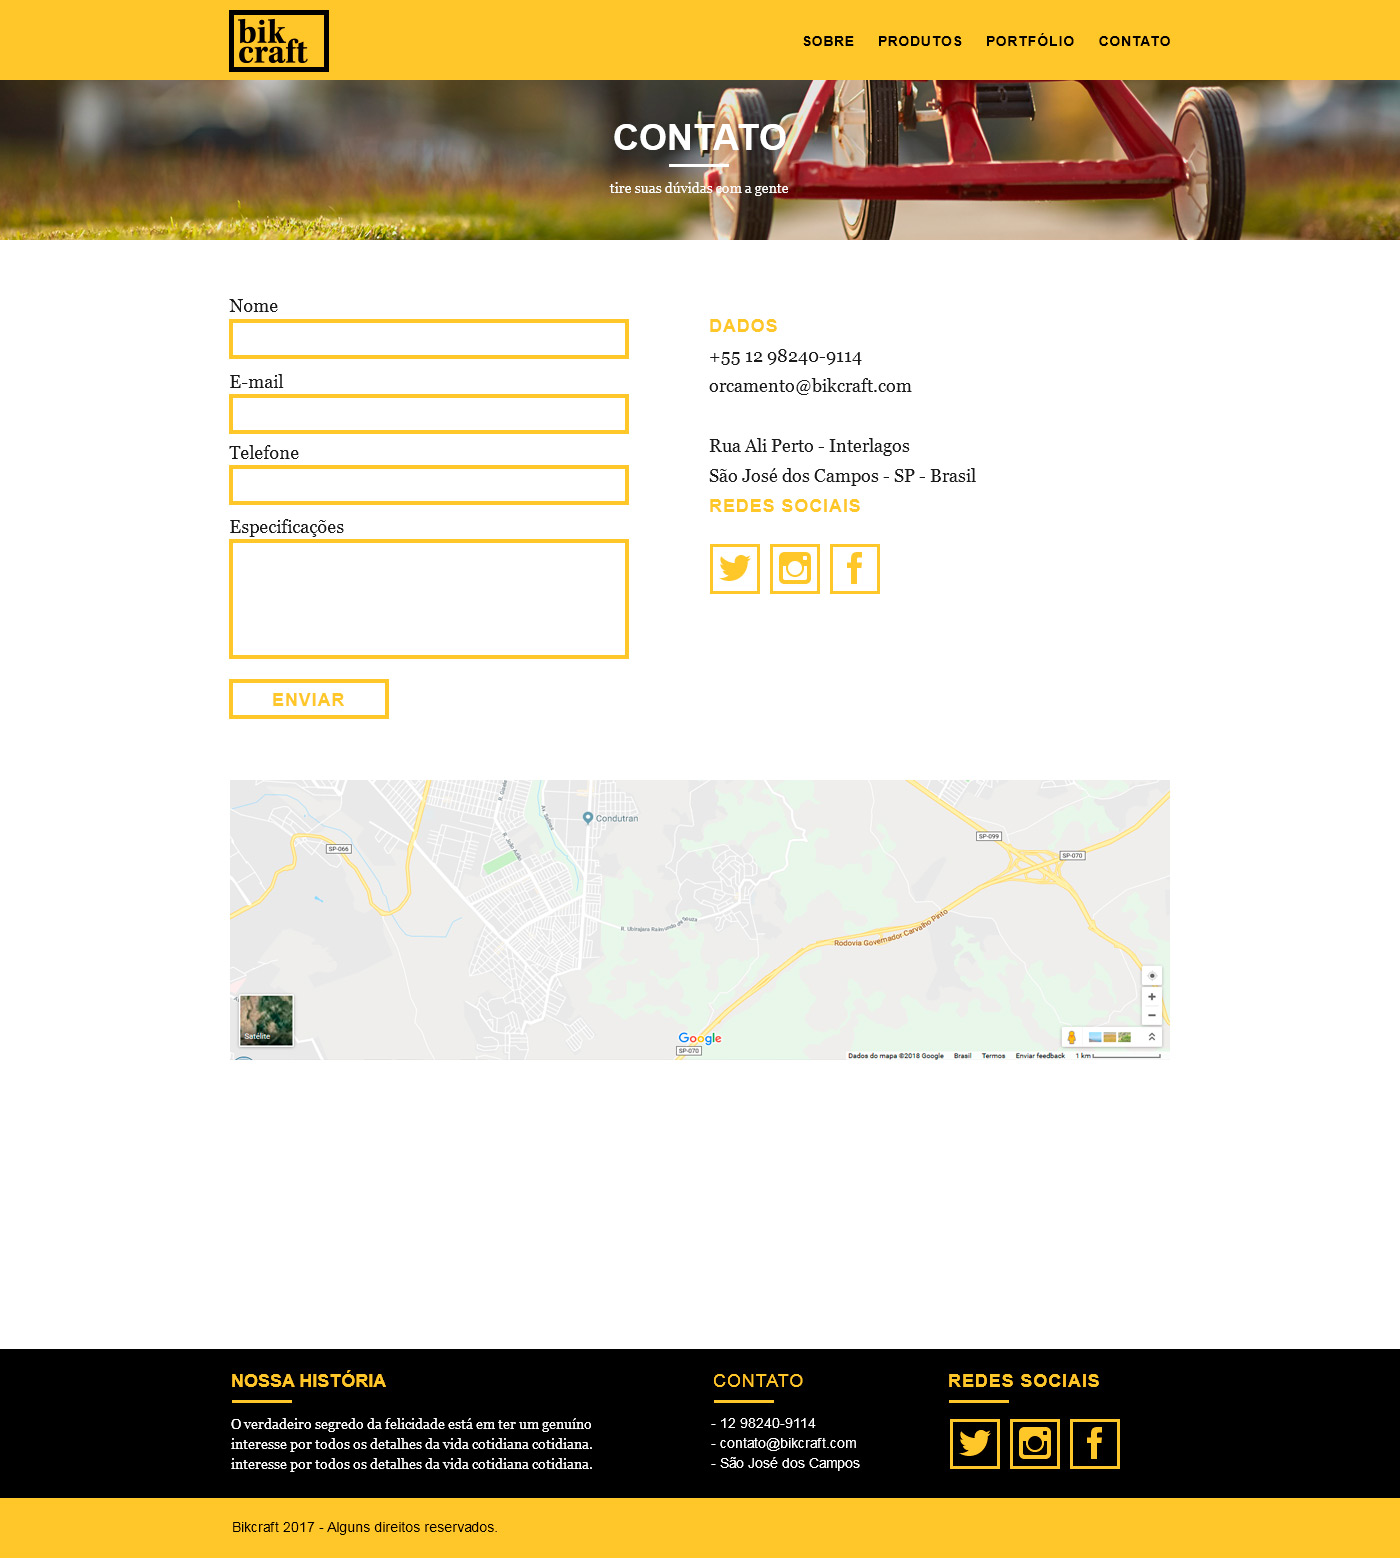 bik
craft
SOBRE PRODUTOS PORTFÓLIO CONTATO
CONTATO
tire suas dúvidas com a gente
Nome
E-mail
Telefone
Especificações
ENVIAR
DADOS
+55 12 98240-9114
orcamento@bikcraft.com
Rua Ali Perto - Interlagos
São José dos Campos - SP - Brasil
REDES SOCIAIS
Condutran
SP-066
SP-099
SP-070
R. João Adão
Rodovia Governador Carvalho Pinto
Satélite
Google
SP-070
Dados do mapa ©2018 Google Brasil Termos Enviar feedback 1 km
NOSSA HISTÓRIA
O verdadeiro segredo da felicidade está em ter um genuíno
interesse por todos os detalhes da vida cotidiana cotidiana.
interesse por todos os detalhes da vida cotidiana cotidiana.
CONTATO
- 12 98240-9114
- contato@bikcraft.com
- São José dos Campos
REDES SOCIAIS
Bikcraft 2017 - Alguns direitos reservados.